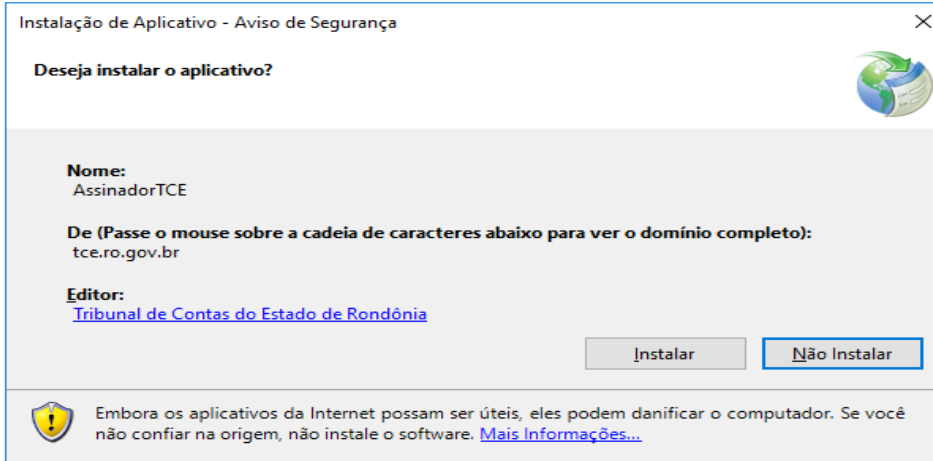 Instalação de Aplicativo - Aviso de Segurança
Deseja instalar o aplicativo?
Nome:
AssinadorTCE
De (Passe o mouse sobre a cadeia de caracteres abaixo para ver o domínio completo):
tce.ro.gov.br
Editor:
Tribunal de Contas do Estado de Rondônia
Instalar
Não Instalar
Embora os aplicativos da Internet possam ser úteis, eles podem danificar o computador. Se você
não confiar na origem, não instale o software. Mais Informações...